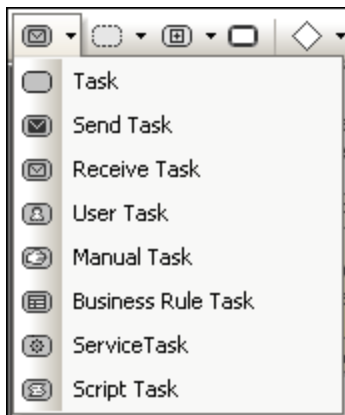 Task
Send Task
Receive Task
User Task
Manual Task
Business Rule Task
ServiceTask
Script Task